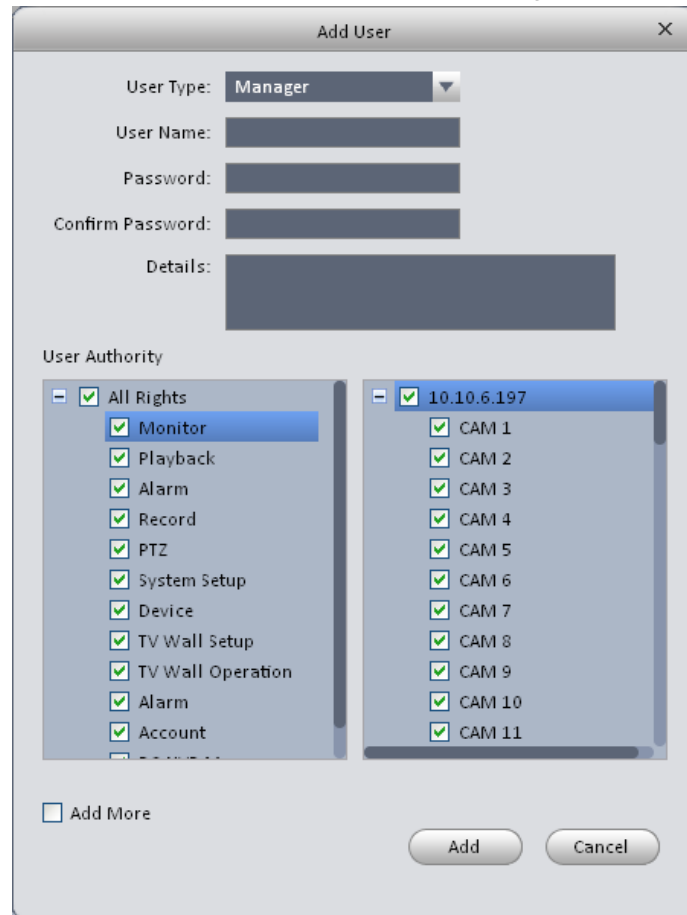 Add User
User Type: Manager
User Name:
Password:
Confirm Password:
Details:
User Authority
All Rights
Monitor
Playback
Alarm
Record
PTZ
System Setup
Device
TV Wall Setup
TV Wall Operation
Alarm
Account
10.10.6.197
CAM 1
CAM 2
CAM 3
CAM 4
CAM 5
CAM 6
CAM 7
CAM 8
CAM 9
CAM 10
CAM 11
Add More
Add Cancel